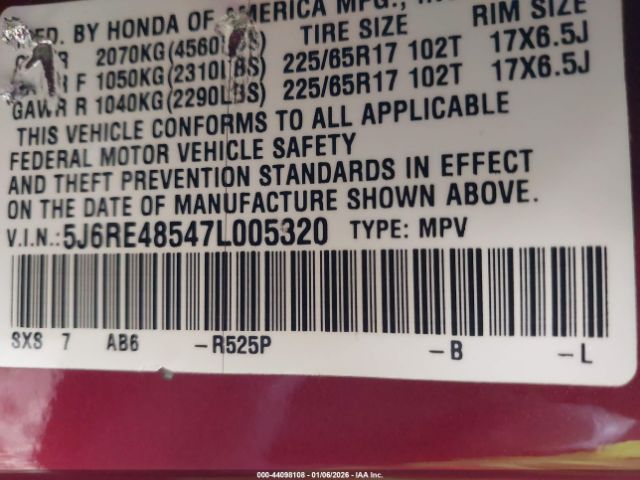 BY HONDA OF AMERICA MFG., TIRE SIZE RIM SIZE
2070KG(4560 225/65R17 102T 17X6.5J
F 1050KG(2310LBS) 225/65R17 102T 17X6.5J
GAWR R 1040KG(2290LBS)
THIS VEHICLE CONFORMS TO ALL APPLICABLE
FEDERAL MOTOR VEHICLE SAFETY
AND THEFT PREVENTION STANDARDS IN EFFECT
ON THE DATE OF MANUFACTURE SHOWN ABOVE.
V.I.N.: 5J6RE48547L005320 TYPE: MPV
SXS 7 AB6 -R525P -B -L
000-44098108 - 01/06/2026 - IAA Inc.